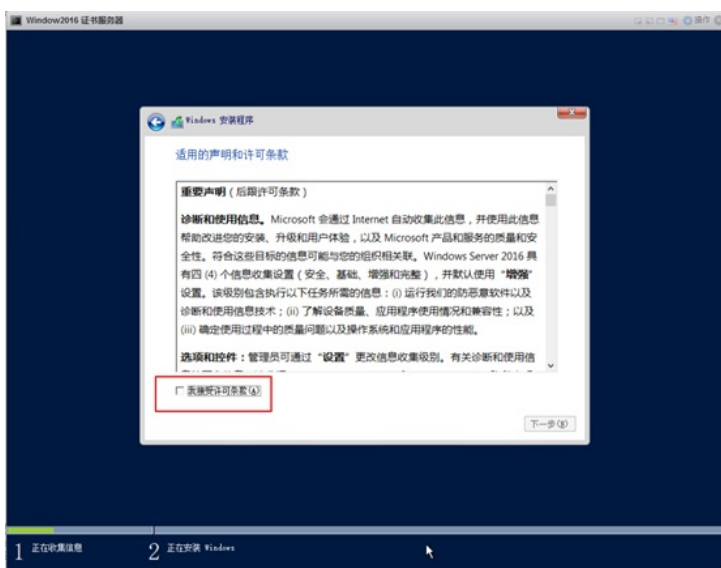 Window2016 证书服务器
操作
Windows 安装程序
适用的声明和许可条款
重要声明（后跟许可条款）
诊断和使用信息。Microsoft 会通过 Internet 自动收集此信息，并使用此信息
帮助改进您的安装、升级和用户体验，以及 Microsoft 产品和服务的质量和安
全性。符合这些目标的信息可能与您的组织相关联。Windows Server 2016 具
有四 (4) 个信息收集设置（安全、基础、增强和完整），并默认使用“增强”
设置。该级别包含执行以下任务所需的信息：(i) 运行我们的防恶意软件以及
诊断和使用信息技术；(ii) 了解设备质量、应用程序使用情况和兼容性；以及
(iii) 确定使用过程中的质量问题以及操作系统和应用程序的性能。
选项和控件：管理员可通过“设置”更改信息收集级别。有关诊断和使用信
我接受许可条款(A)
下一步(N)
1 正在收集信息
2 正在安装 Windows